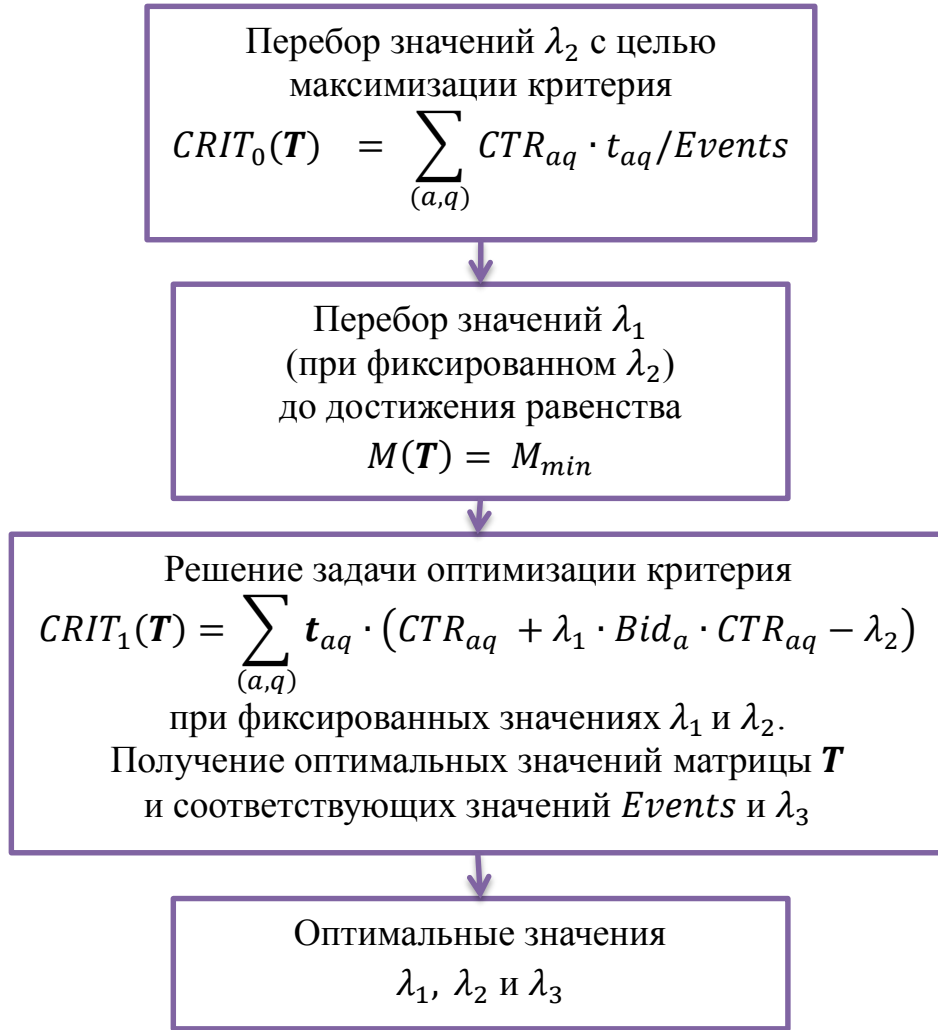 Перебор значений λ₂ с целью
максимизации критерия
CRIT₀(T) = ∑(a,q) CTR_aq · t_aq/Events
Перебор значений λ₁
(при фиксированном λ₂)
до достижения равенства
M(T) = M_min
Решение задачи оптимизации критерия
CRIT₁(T) = ∑(a,q) t_aq · (CTR_aq + λ₁ · Bid_a · CTR_aq − λ₂)
при фиксированных значениях λ₁ и λ₂.
Получение оптимальных значений матрицы T
и соответствующих значений Events и λ₃
Оптимальные значения
λ₁, λ₂ и λ₃